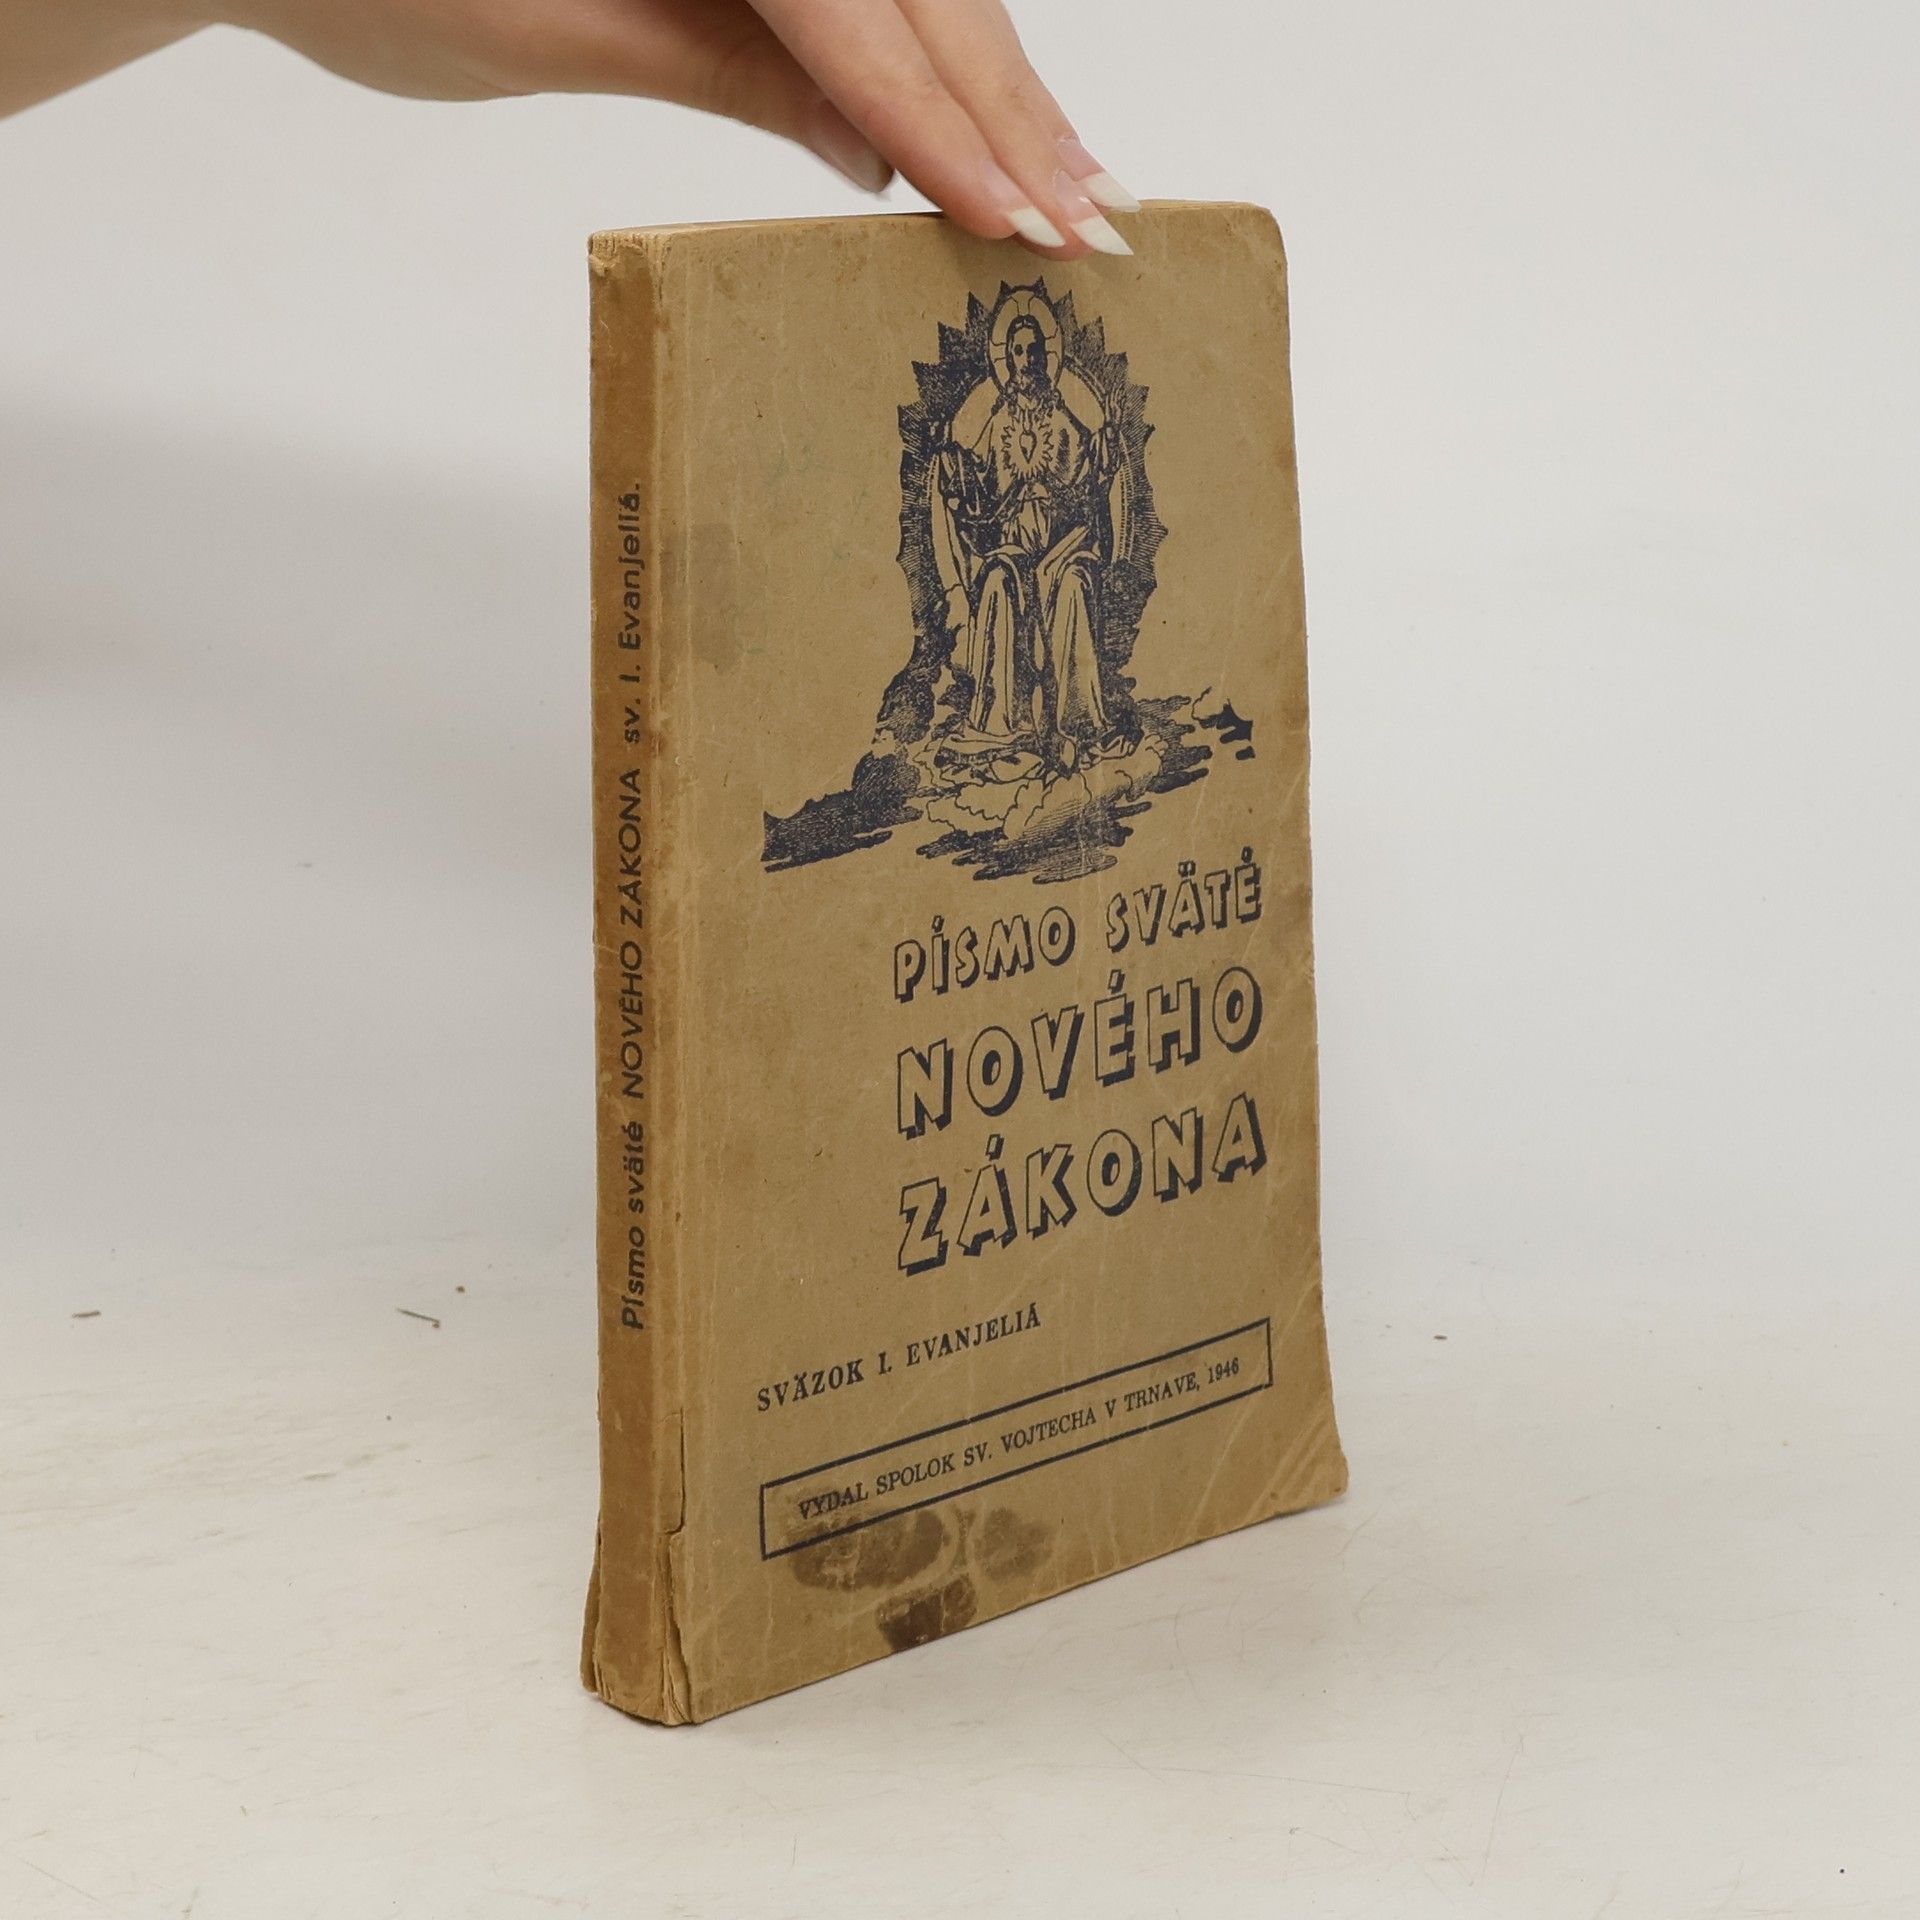 Písmo sväté NOVÉHO ZÁKONA sv. I. Evanjeliá.
PÍSMO SVÄTÉ
NOVÉHO
ZÁKONA
SVÄZOK I. EVANJELIÁ
VYDAL SPOLOK SV. VOJTECHA V TRNAVE, 1946